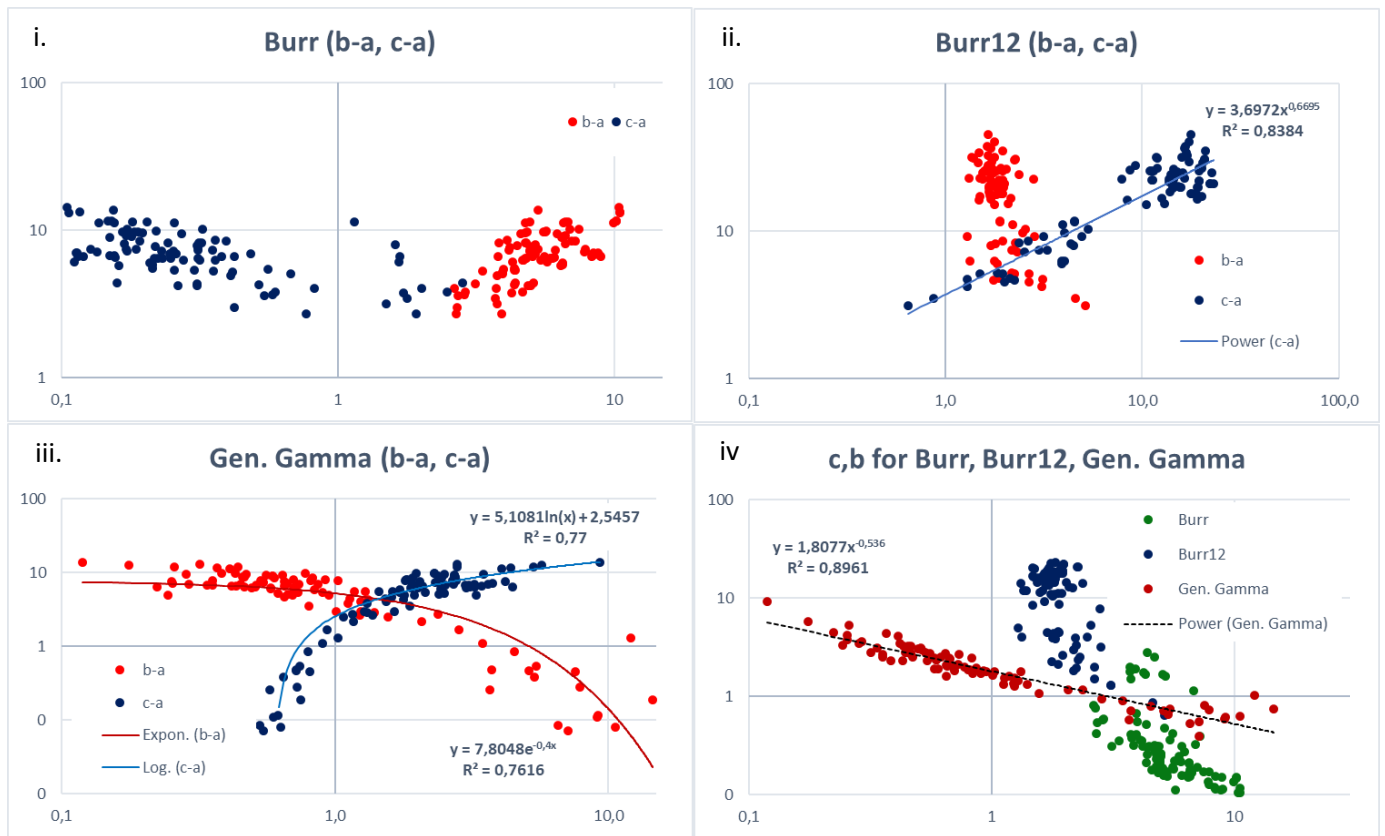 i.
Burr (b-a, c-a)
100
10
1
0,1
1
10
b-a
c-a
ii.
Burr12 (b-a, c-a)
100
10
1
1,0
10,0
100,0
y = 3,6972x^0,6695
R² = 0,8384
b-a
c-a
Power (c-a)
iii.
Gen. Gamma (b-a, c-a)
100
10
1
0
0
0,1
1,0
10,0
y = 5,1081ln(x) + 2,5457
R² = 0,77
b-a
c-a
Expon. (b-a)
Log. (c-a)
y = 7,8048e^-0,4x
R² = 0,7616
iv
c,b for Burr, Burr12, Gen. Gamma
100
10
1
0
1
10
y = 1,8077x^-0,536
R² = 0,8961
Burr
Burr12
Gen. Gamma
Power (Gen. Gamma)